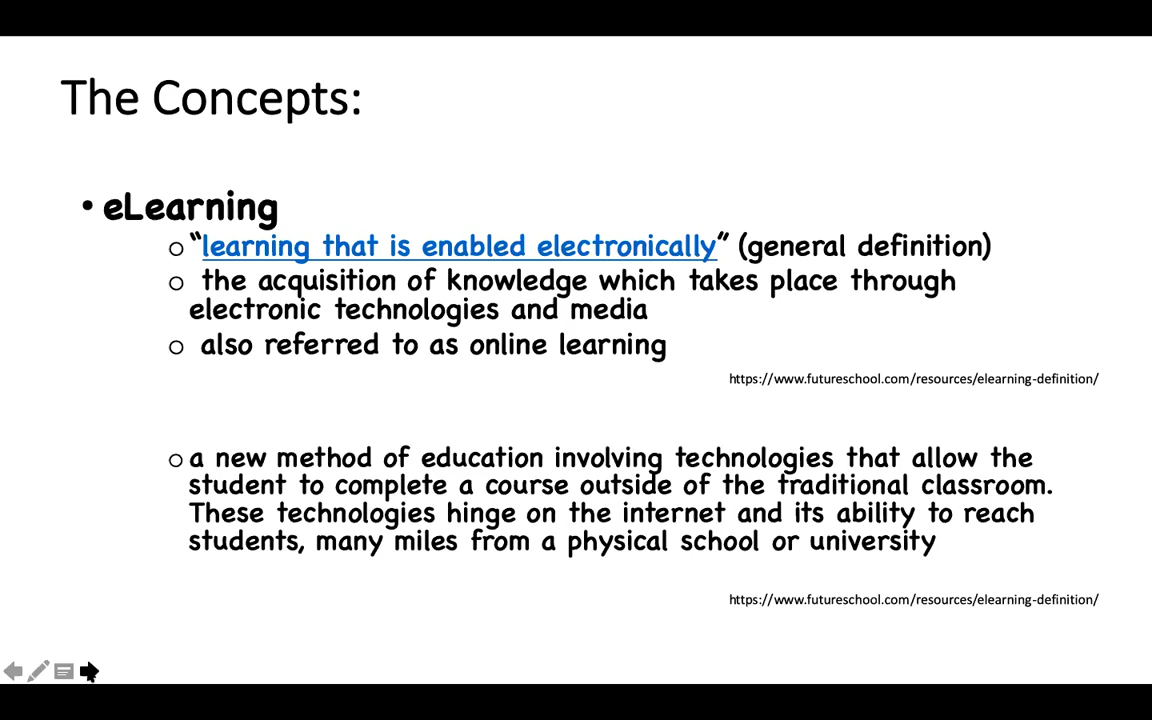 The Concepts:
• eLearning
o “learning that is enabled electronically” (general definition)
o the acquisition of knowledge which takes place through
electronic technologies and media
o also referred to as online learning
https://www.futureschool.com/resources/elearning-definition/
o a new method of education involving technologies that allow the
student to complete a course outside of the traditional classroom.
These technologies hinge on the internet and its ability to reach
students, many miles from a physical school or university
https://www.futureschool.com/resources/elearning-definition/